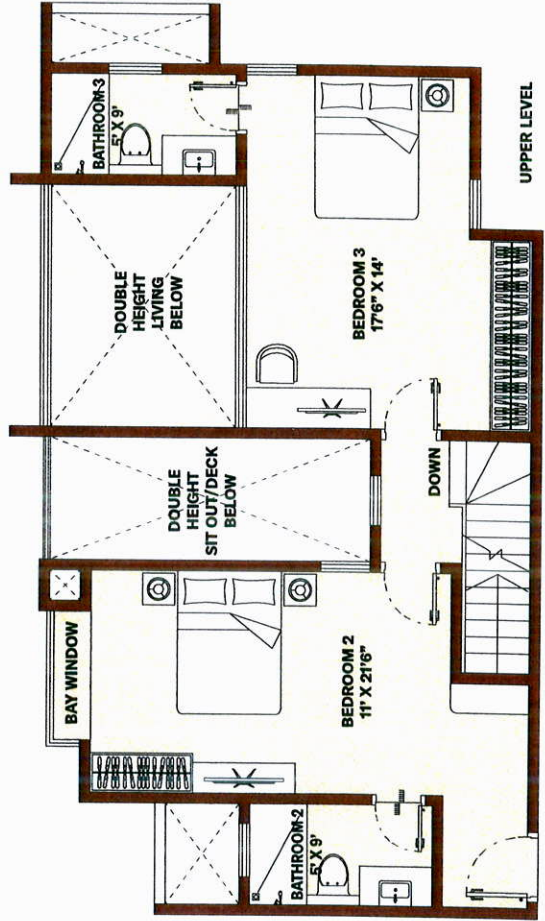 BATHROOM-3
5' X 9'
DOUBLE
HEIGHT
LIVING
BELOW
BEDROOM 3
17'6" X 14'
UPPER LEVEL
DOUBLE
HEIGHT
SIT OUT/DECK
BELOW
DOWN
BAY WINDOW
BEDROOM 2
11' X 21'6"
BATHROOM-2
5' X 9'